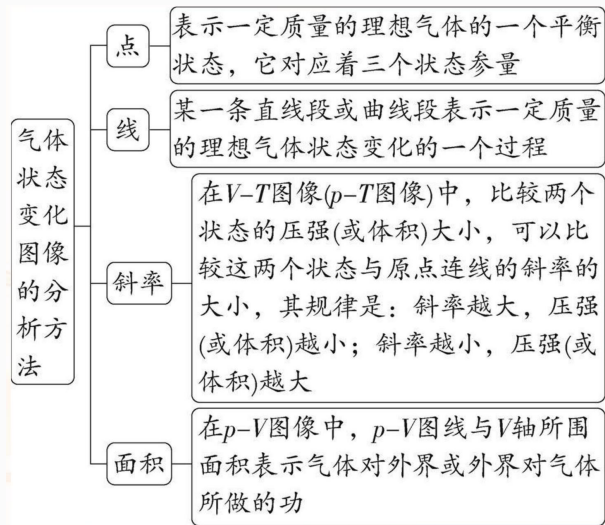 气体
状态
变化
图像
的分
析方
法
点
表示一定质量的理想气体的一个平衡
状态，它对应着三个状态参量
线
某一条直线段或曲线段表示一定质量
的理想气体状态变化的一个过程
斜率
在V-T图像(p-T图像)中，比较两个
状态的压强(或体积)大小，可以比
较这两个状态与原点连线的斜率的
大小，其规律是：斜率越大，压强
(或体积)越小；斜率越小，压强(或
体积)越大
面积
在p-V图像中，p-V图线与V轴所围
面积表示气体对外界或外界对气体
所做的功